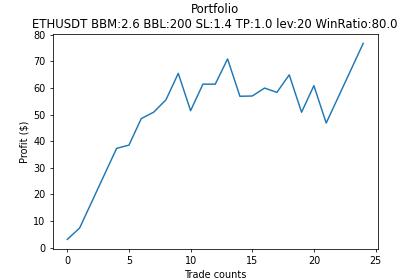 Portfolio
ETHUSDT BBM:2.6 BBL:200 SL:1.4 TP:1.0 lev:20 WinRatio:80.0
80
70
60
50
40
30
20
10
0
Profit ($)
0 5 10 15 20 25
Trade counts